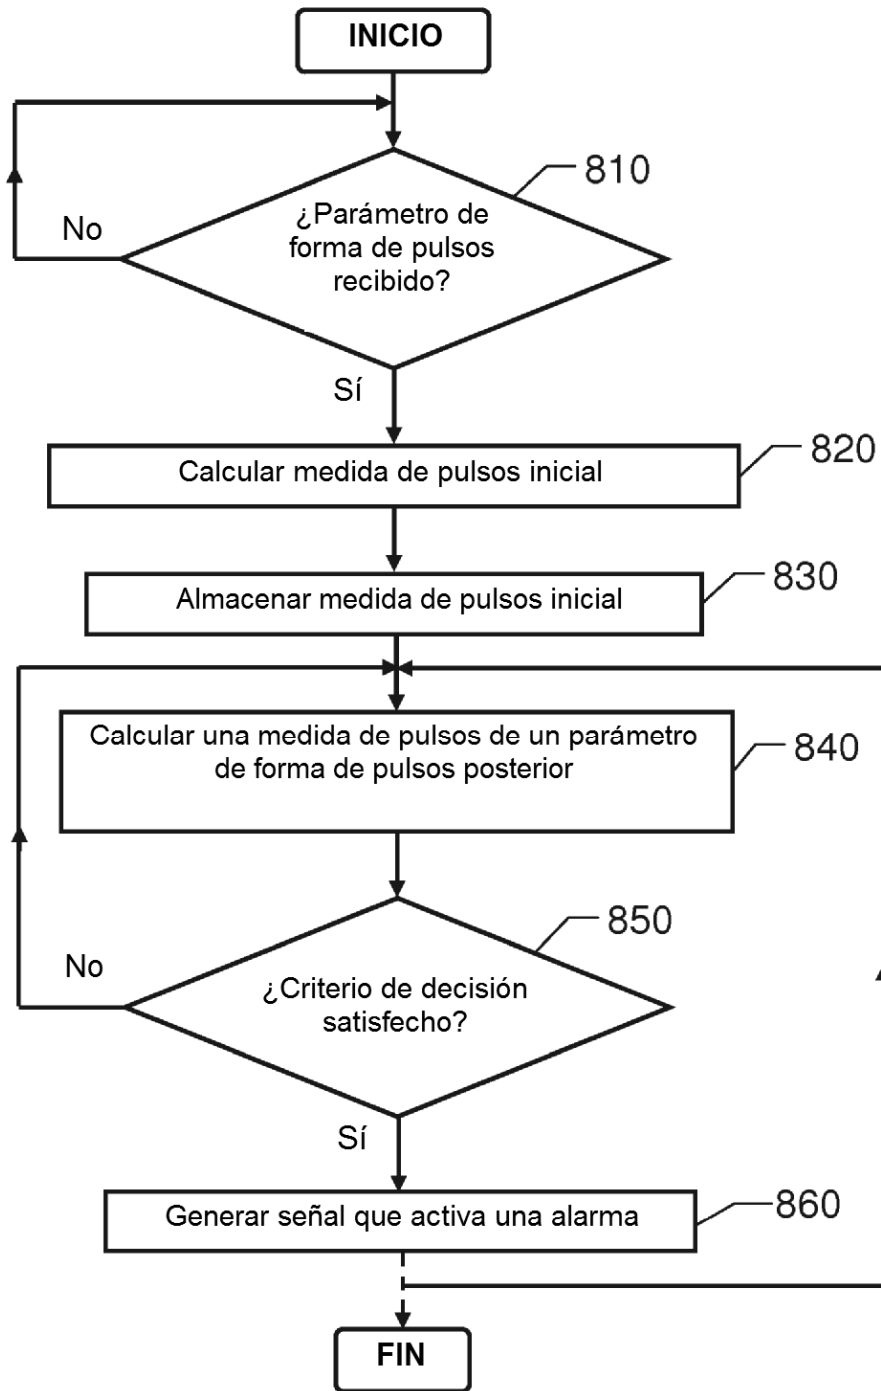 INICIO
810
¿Parámetro de
forma de pulsos
recibido?
No
Sí
820
Calcular medida de pulsos inicial
830
Almacenar medida de pulsos inicial
Calcular una medida de pulsos de un parámetro
de forma de pulsos posterior
840
850
No
¿Criterio de decisión
satisfecho?
Sí
Generar señal que activa una alarma
860
FIN